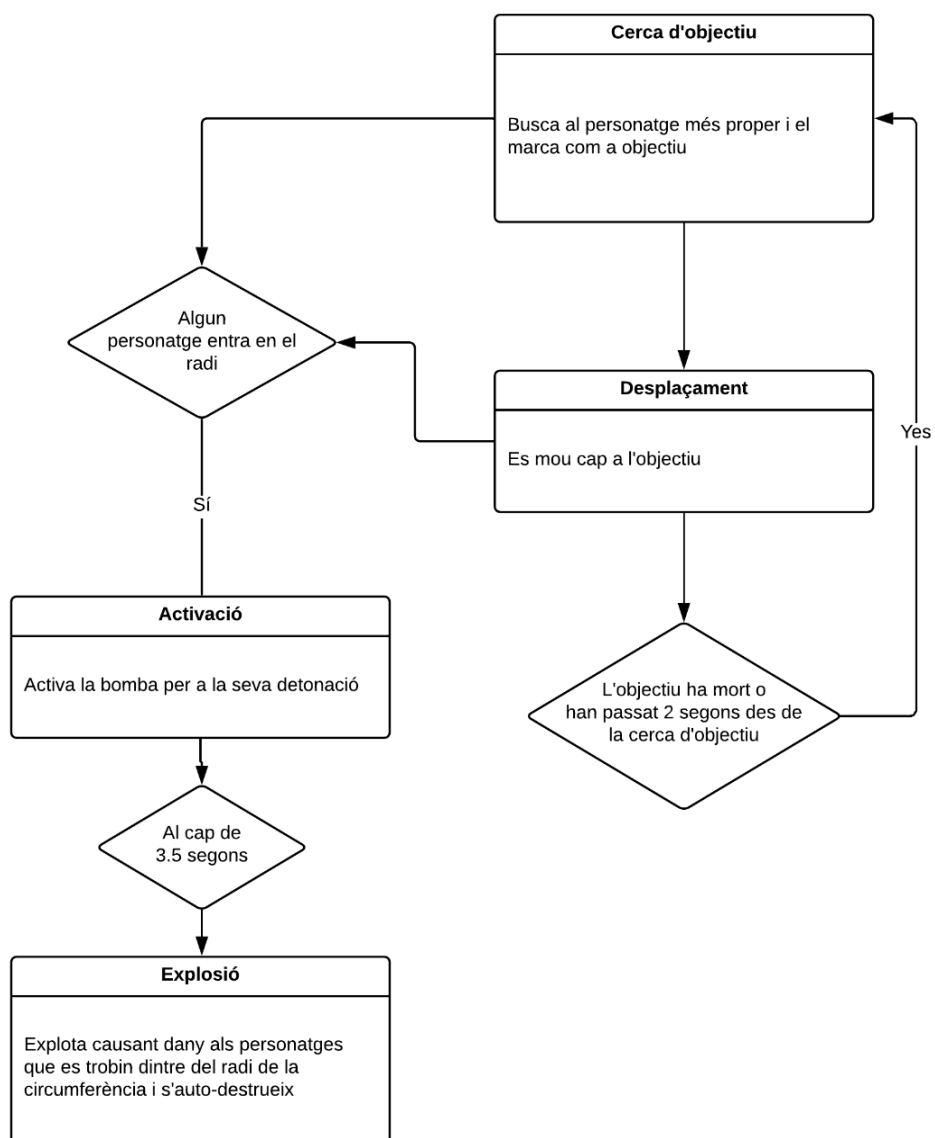 Cerca d'objectiu
Busca al personatge més proper i el
marca com a objectiu
Algun
personatge entra en el
radi
Desplaçament
Es mou cap a l'objectiu
Yes
Sí
Activació
Activa la bomba per a la seva detonació
L'objectiu ha mort o
han passat 2 segons des de
la cerca d'objectiu
Al cap de
3.5 segons
Explosió
Explota causant dany als personatges
que es trobin dintre del radi de la
circumferència i s'auto-destrueix